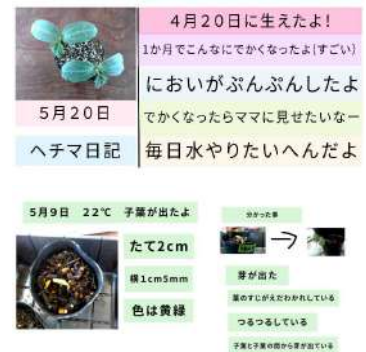 4月20日に生えたよ!
1か月でこんなにでかくなったよ(すごい)
においがぷんぷんしたよ
5月20日
でかくなったらママに見せたいなー
ヘチマ日記
毎日水やりたいへんだよ
5月9日 22℃ 子葉が出たよ
たて2cm
横1cm5mm
色は黄緑
分かった事
芽が出た
葉のすじがえだわかれしている
つるつるしている
子葉と子葉の間から芽が出ている